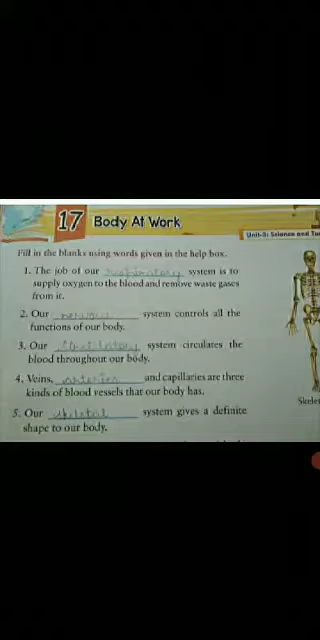 17 Body At Work
Unit-3: Science and
Fill in the blanks using words given in the help box.
1. The job of our respiratory system is to
supply oxygen to the blood and remove waste gases
from it.
2. Our nervous system controls all the
functions of our body.
3. Our circulatory system circulates the
blood throughout our body.
4. Veins, arteries and capillaries are three
kinds of blood vessels that our body has.
5. Our skeletal system gives a definite
shape to our body.